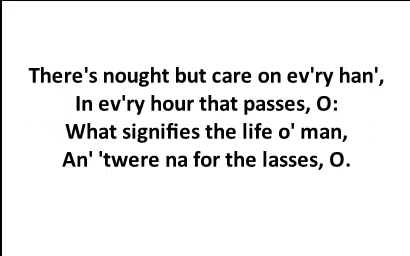 There's nought but care on ev'ry han',
In ev'ry hour that passes, O:
What signifies the life o' man,
An' 'twere na for the lasses, O.